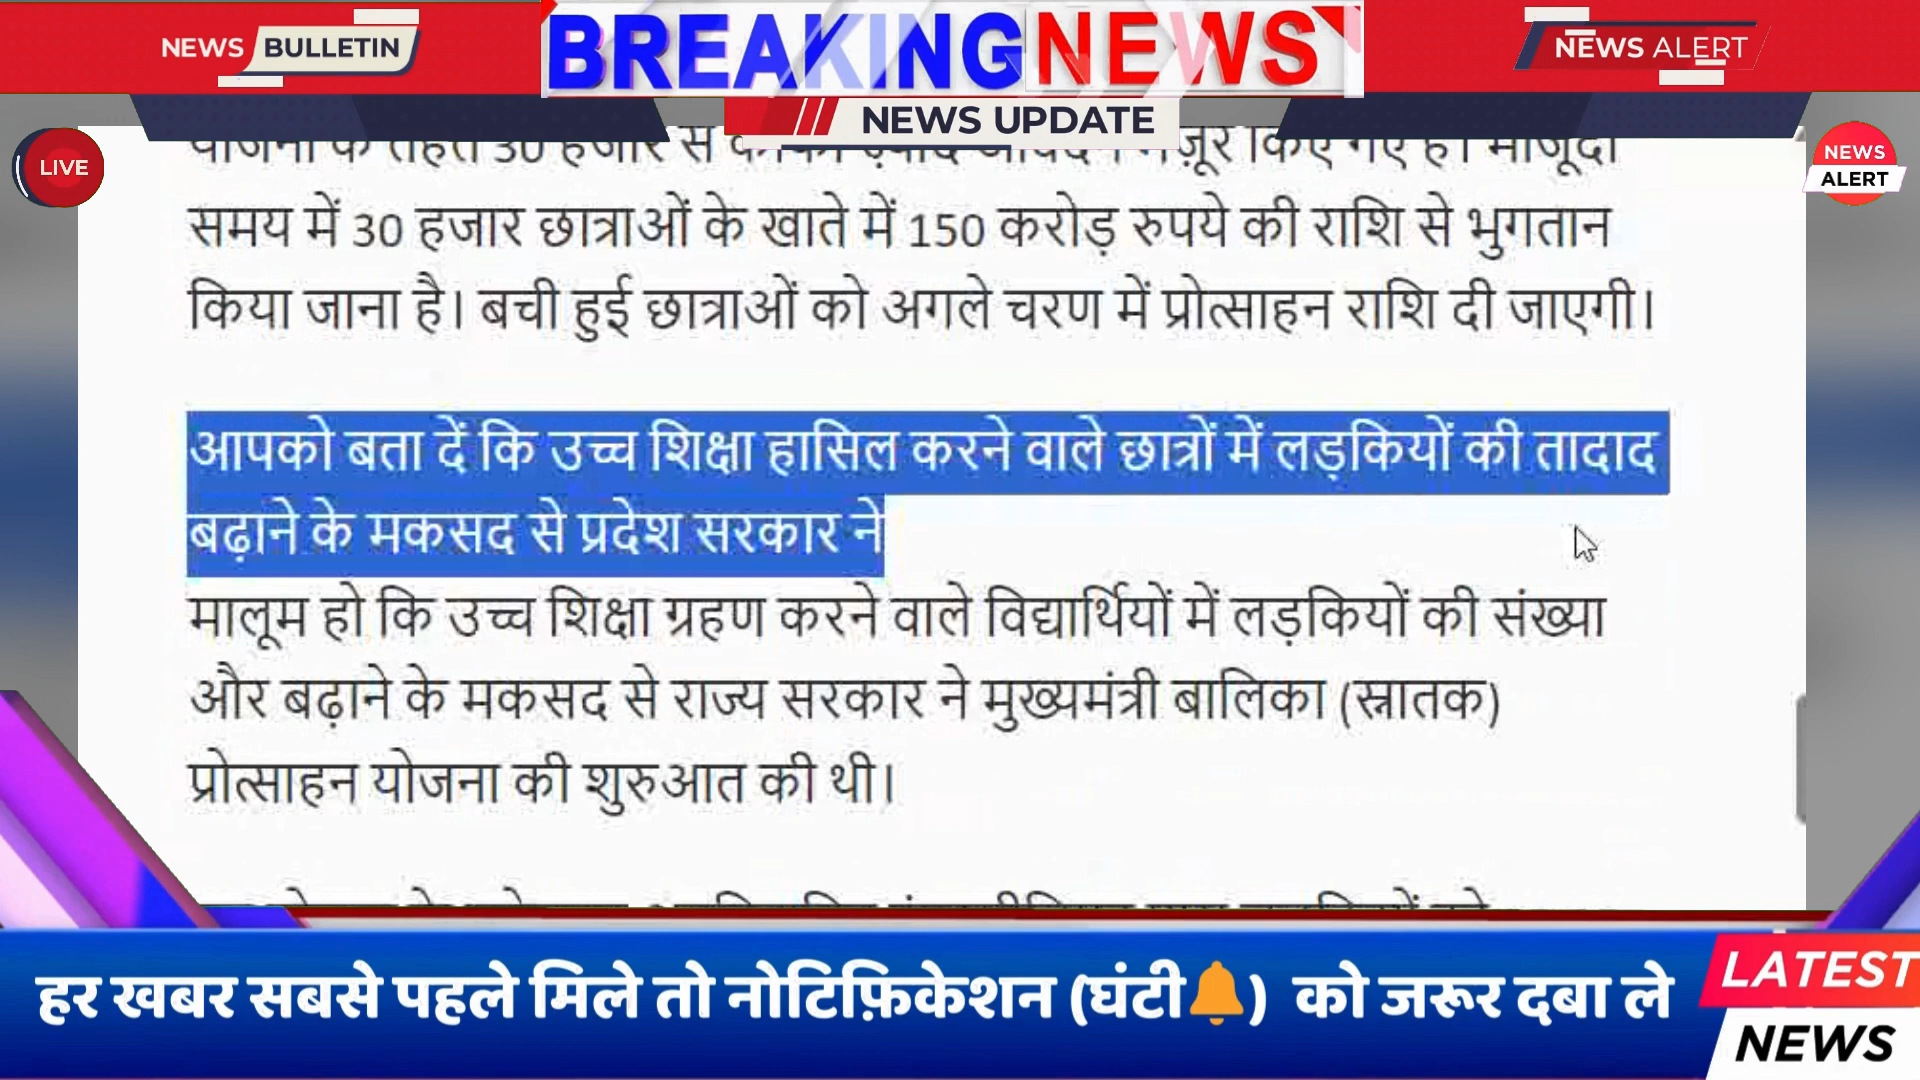 NEWS BULLETIN
BREAKING NEWS
NEWS ALERT
NEWS UPDATE
LIVE
NEWS
ALERT
समय में 30 हजार छात्राओं के खाते में 150 करोड़ रुपये की राशि से भुगतान
किया जाना है। बची हुई छात्राओं को अगले चरण में प्रोत्साहन राशि दी जाएगी।
आपको बता दें कि उच्च शिक्षा हासिल करने वाले छात्रों में लड़कियों की तादाद
बढ़ाने के मकसद से प्रदेश सरकार ने
मालूम हो कि उच्च शिक्षा ग्रहण करने वाले विद्यार्थियों में लड़कियों की संख्या
और बढ़ाने के मकसद से राज्य सरकार ने मुख्यमंत्री बालिका (स्नातक)
प्रोत्साहन योजना की शुरुआत की थी।
हर खबर सबसे पहले मिले तो नोटिफ़िकेशन (घंटी🔔) को जरूर दबा ले
LATEST
NEWS